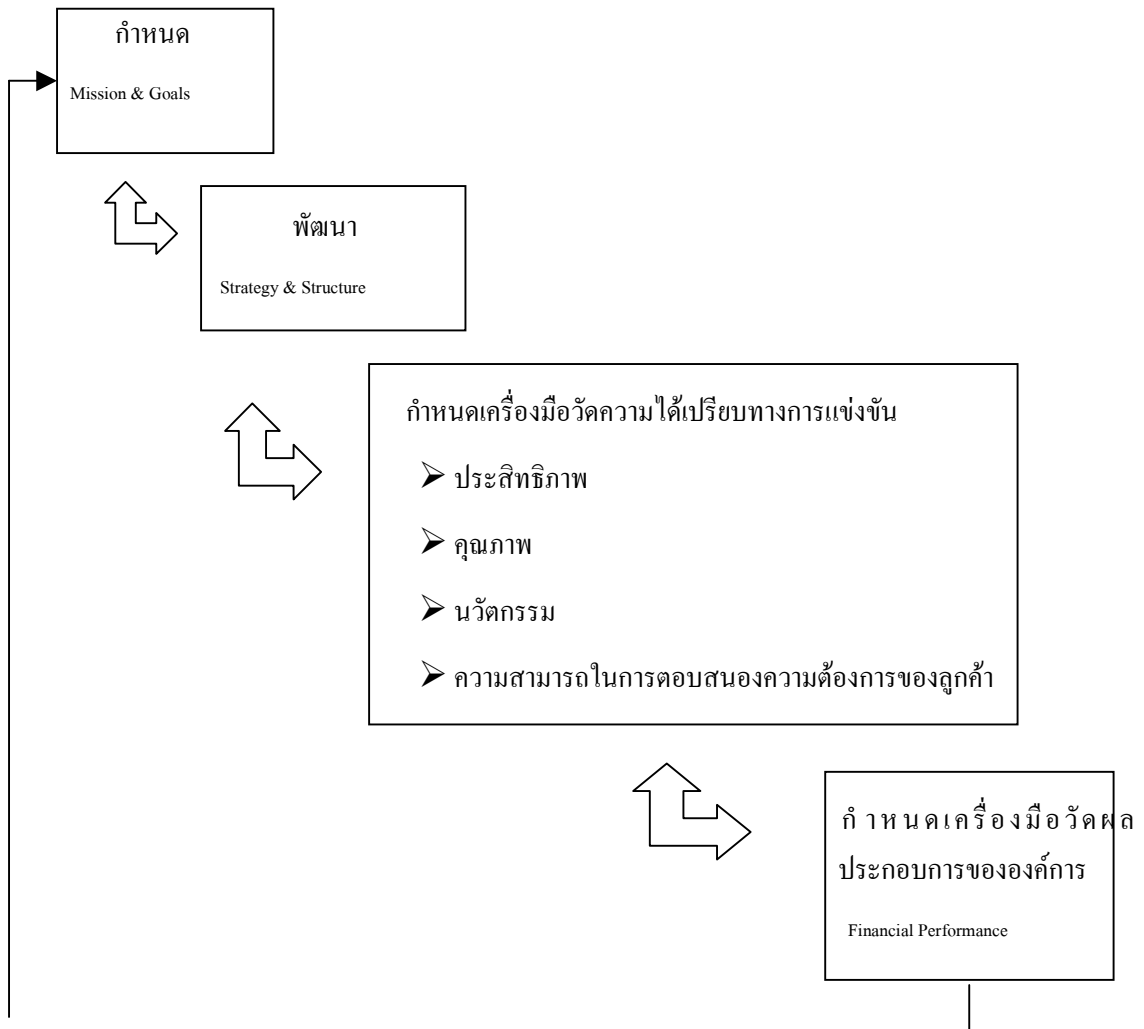 กำหนด
Mission & Goals
พัฒนา
Strategy & Structure
กำหนดเครื่องมือวัดความได้เปรียบทางการแข่งขัน
➢ ประสิทธิภาพ
➢ คุณภาพ
➢ นวัตกรรม
➢ ความสามารถในการตอบสนองความต้องการของลูกค้า
กำหนดเครื่องมือวัดผล
ประกอบการขององค์การ
Financial Performance